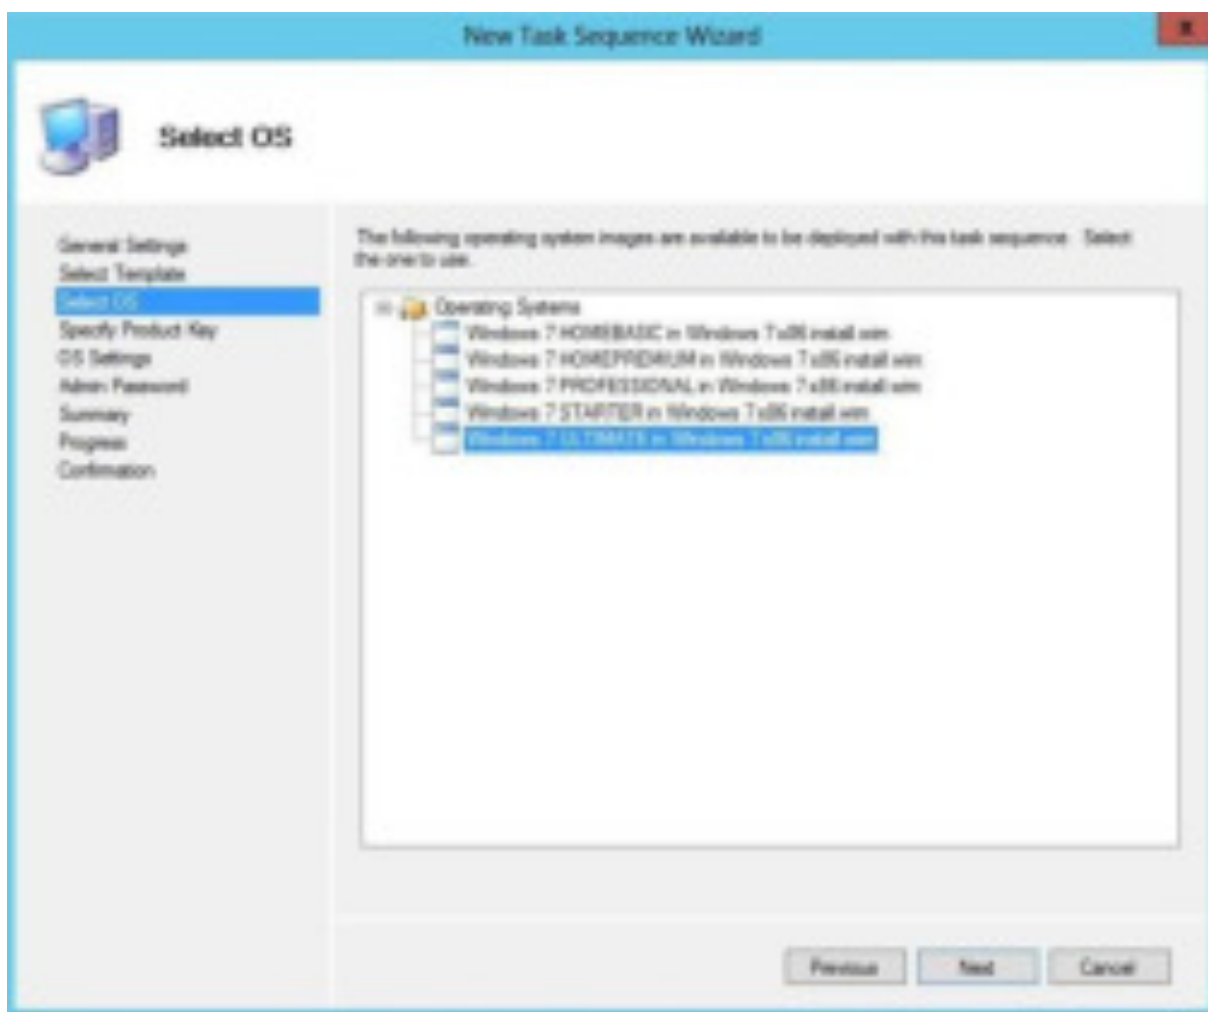 New Task Sequence Wizard
x
Select OS
General Settings
Select Template
Select OS
Specify Product Key
OS Settings
Admin Password
Summary
Progress
Confirmation
The following operating system images are available to be deployed with this task sequence. Select
the one to use.
Operating Systems
Windows 7 HOMEBASIC in Windows 7 x86 install.wim
Windows 7 HOMEPREMIUM in Windows 7 x86 install.wim
Windows 7 PROFESSIONAL in Windows 7 x86 install.wim
Windows 7 STARTER in Windows 7 x86 install.wim
Windows 7 ULTIMATE in Windows 7 x86 install.wim
Previous
Next
Cancel